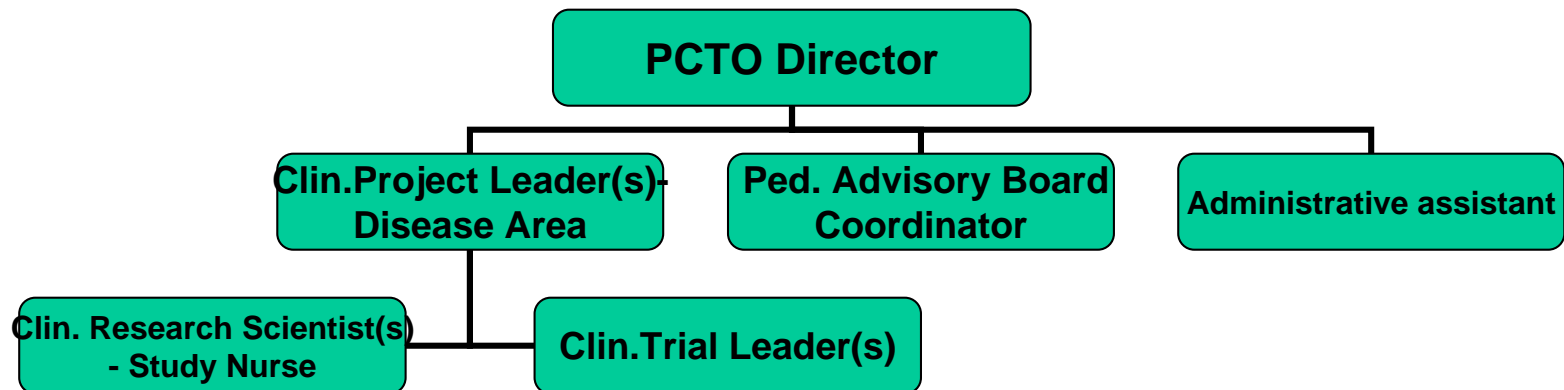 PCTO Director
Clin.Project Leader(s)-
Disease Area
Ped. Advisory Board
Coordinator
Administrative assistant
Clin. Research Scientist(s)
- Study Nurse
Clin.Trial Leader(s)